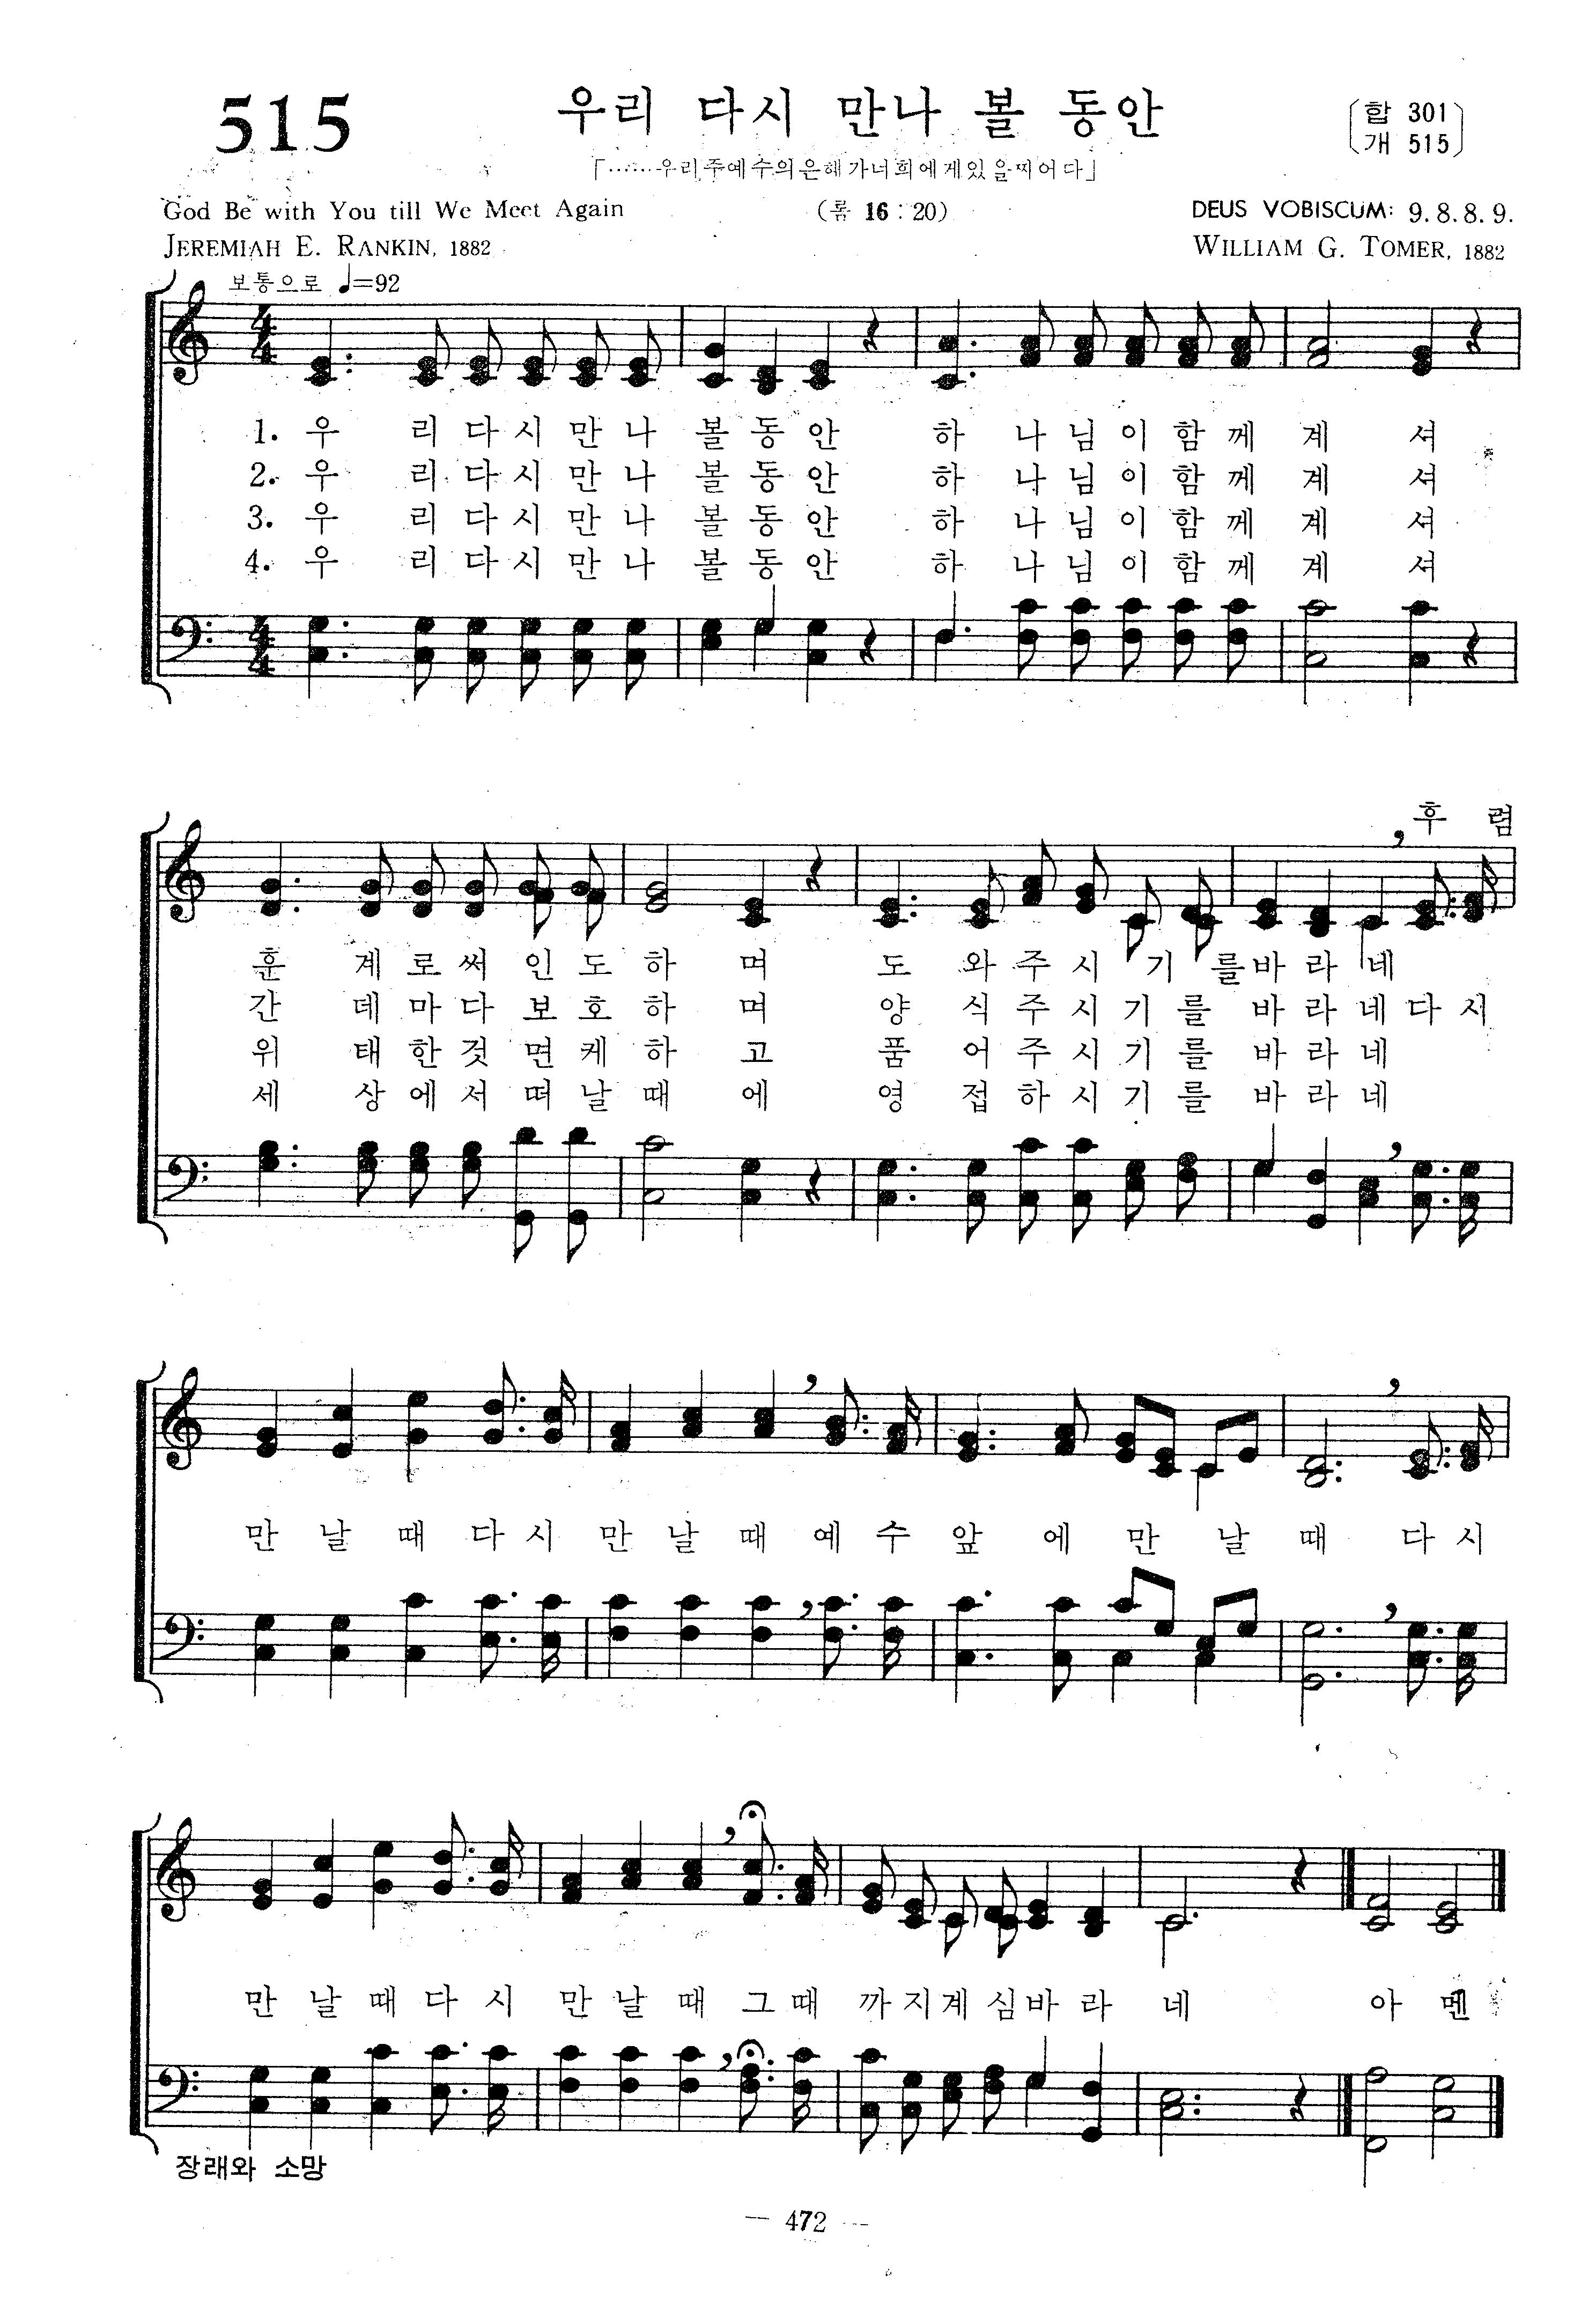 515
우리 다시 만나 볼 동안
합 301
개 515
「……우리주예수의은혜가너희에게있을찌어다」
God Be with You till We Meet Again
(롬 16 : 20)
DEUS VOBISCUM: 9. 8. 8. 9.
JEREMIAH E. RANKIN, 1882
WILLIAM G. TOMER, 1882
보통으로 ♩=92
1. 우 리 다 시 만 나 볼 동 안 하 나 님 이 함 께 계 셔
2. 우 리 다 시 만 나 볼 동 안 하 나 님 이 함 께 계 셔
3. 우 리 다 시 만 나 볼 동 안 하 나 님 이 함 께 계 셔
4. 우 리 다 시 만 나 볼 동 안 하 나 님 이 함 께 계 셔
후 렴
훈 계 로 써 인 도 하 며 도 와 주 시 기 를 바 라 네
간 데 마 다 보 호 하 며 양 식 주 시 기 를 바 라 네 다 시
위 태 한 것 면 케 하 고 품 어 주 시 기 를 바 라 네
세 상 에 서 떠 날 때 에 영 접 하 시 기 를 바 라 네
만 날 때 다 시 만 날 때 예 수 앞 에 만 날 때 다 시
만 날 때 다 시 만 날 때 그 때 까 지 계 심 바 라 네 아 멘
장래와 소망
— 472 —